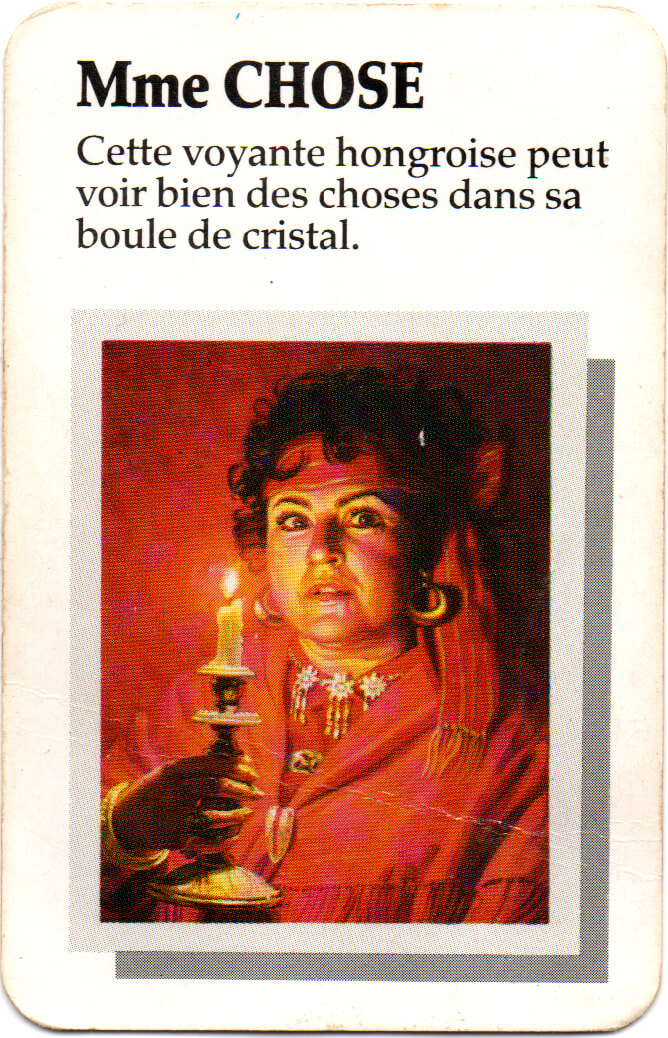 Mme CHOSE
Cette voyante hongroise peut
voir bien des choses dans sa
boule de cristal.